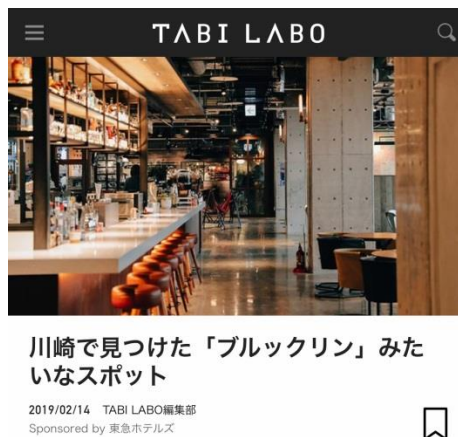 TABI LABO
川崎で見つけた「ブルックリン」みた
いなスポット
2019/02/14 TABI LABO編集部
Sponsored by 東急ホテルズ